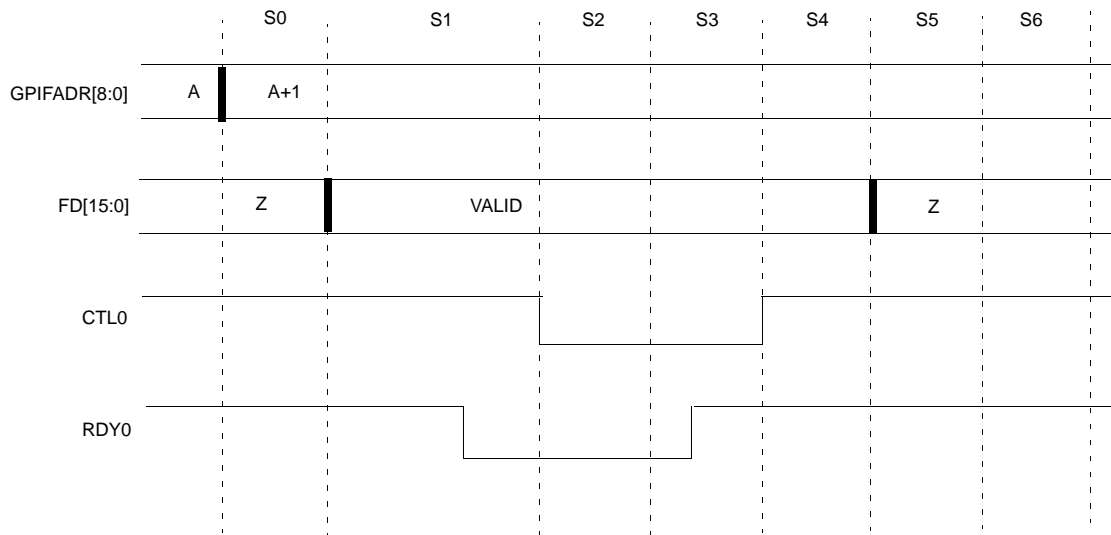 S0 S1 S2 S3 S4 S5 S6
GPIFADR[8:0] A A+1
FD[15:0] Z VALID Z
CTL0
RDY0